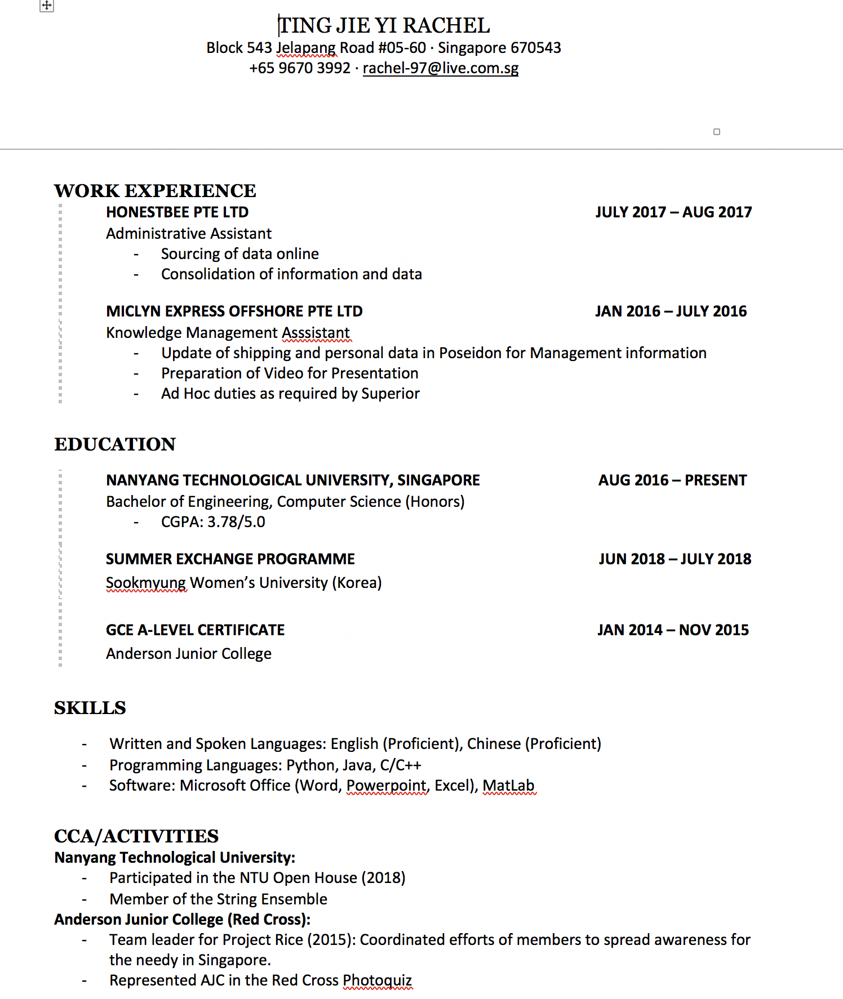 TING JIE YI RACHEL
Block 543 Jelapang Road #05-60 · Singapore 670543
+65 9670 3992 · rachel-97@live.com.sg
WORK EXPERIENCE
HONESTBEE PTE LTD JULY 2017 – AUG 2017
Administrative Assistant
- Sourcing of data online
- Consolidation of information and data
MICLYN EXPRESS OFFSHORE PTE LTD JAN 2016 – JULY 2016
Knowledge Management Asssistant
- Update of shipping and personal data in Poseidon for Management information
- Preparation of Video for Presentation
- Ad Hoc duties as required by Superior
EDUCATION
NANYANG TECHNOLOGICAL UNIVERSITY, SINGAPORE AUG 2016 – PRESENT
Bachelor of Engineering, Computer Science (Honors)
- CGPA: 3.78/5.0
SUMMER EXCHANGE PROGRAMME JUN 2018 – JULY 2018
Sookmyung Women’s University (Korea)
GCE A-LEVEL CERTIFICATE JAN 2014 – NOV 2015
Anderson Junior College
SKILLS
- Written and Spoken Languages: English (Proficient), Chinese (Proficient)
- Programming Languages: Python, Java, C/C++
- Software: Microsoft Office (Word, Powerpoint, Excel), MatLab
CCA/ACTIVITIES
Nanyang Technological University:
- Participated in the NTU Open House (2018)
- Member of the String Ensemble
Anderson Junior College (Red Cross):
- Team leader for Project Rice (2015): Coordinated efforts of members to spread awareness for
the needy in Singapore.
- Represented AJC in the Red Cross Photoquiz